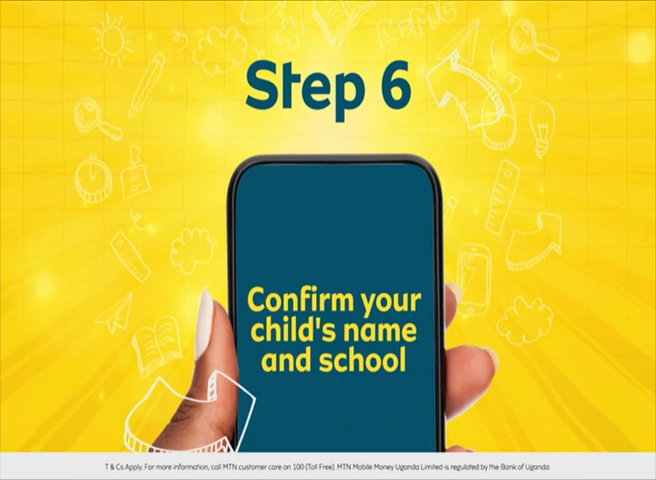 Step 6
Confirm your
child's name
and school
T & Cs Apply. For more information, call MTN customer care on 100 (Toll Free). MTN Mobile Money Uganda Limited is regulated by the Bank of Uganda.